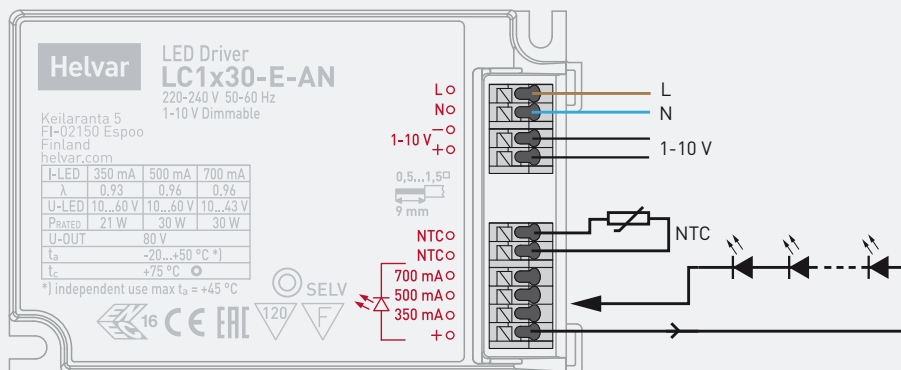 Helvar
LED Driver
LC1x30-E-AN
220-240 V 50-60 Hz
1-10 V Dimmable
Keilaranta 5
FI-02150 Espoo
Finland
helvar.com
I-LED 350 mA 500 mA 700 mA
λ 0.93 0.96 0.96
U-LED 10...60 V 10...60 V 10...43 V
PRATED 21 W 30 W 30 W
U-OUT 80 V
ta -20...+50 °C *)
tc +75 °C
*) independent use max ta = +45 °C
16 CE EAC 120 F
SELV
L
N
−
1-10 V
+
0,5...1,5
9 mm
NTC
NTC
700 mA
500 mA
350 mA
+
L
N
1-10 V
NTC